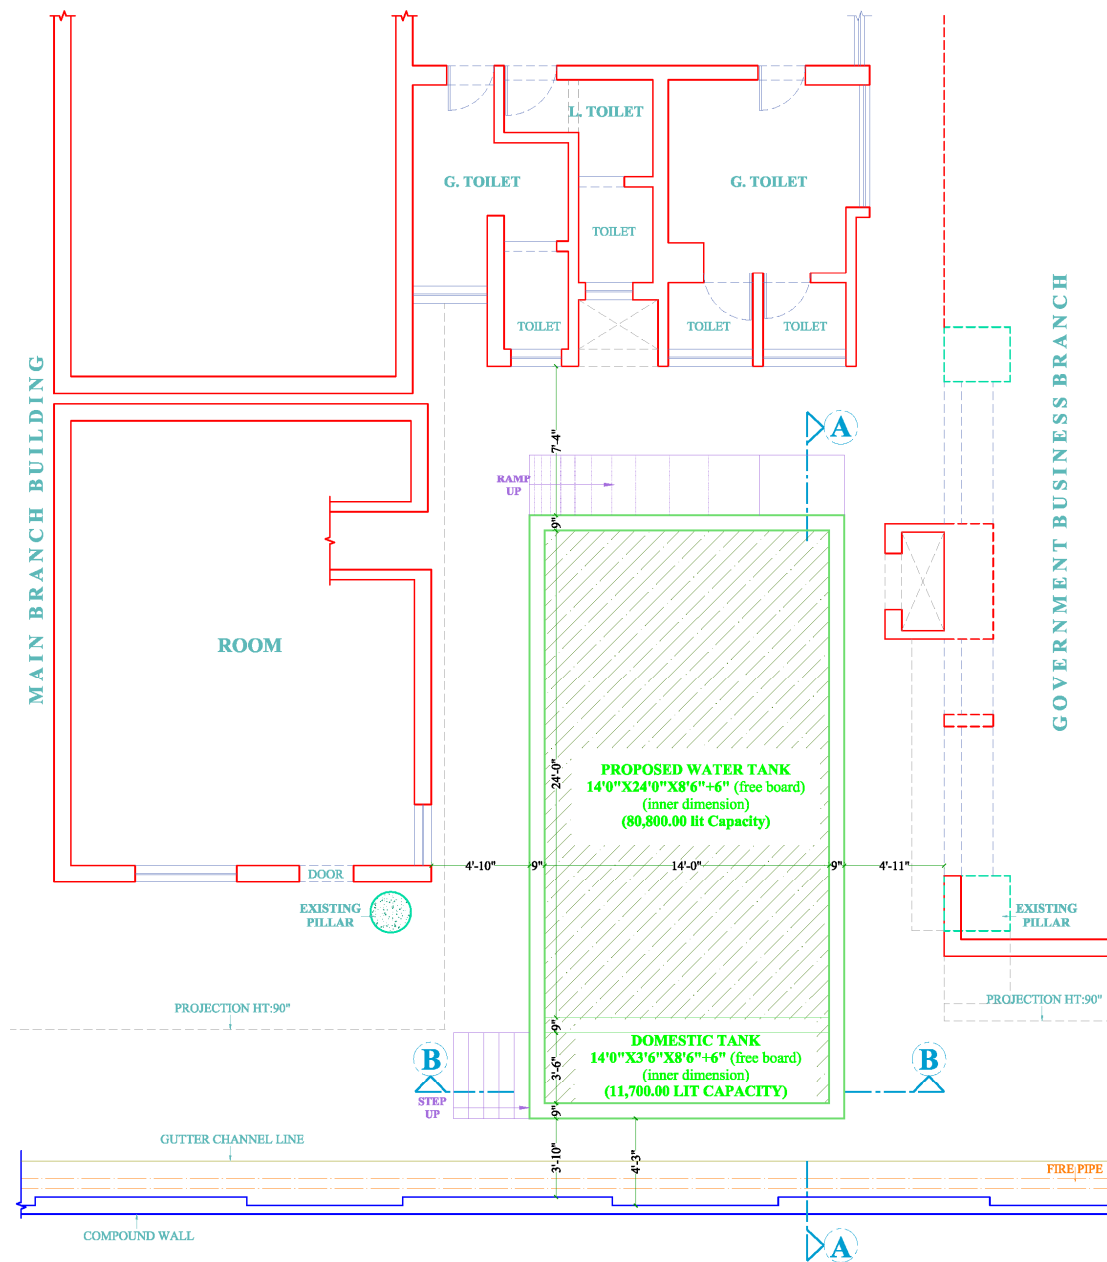 L. TOILET
G. TOILET
G. TOILET
TOILET
TOILET
TOILET
TOILET
MAIN BRANCH BUILDING
GOVERNMENT BUSINESS BRANCH
A
7'-4"
RAMP
UP
9"
ROOM
24'-0"
PROPOSED WATER TANK
14'0"X24'0"X8'6"+6" (free board)
(inner dimension)
(80,800.00 lit Capacity)
4'-10"
9"
14'-0"
9"
4'-11"
DOOR
EXISTING
PILLAR
EXISTING
PILLAR
PROJECTION HT:90"
PROJECTION HT:90"
9"
DOMESTIC TANK
14'0"X3'6"X8'6"+6" (free board)
(inner dimension)
(11,700.00 LIT CAPACITY)
3'-6"
B
B
STEP
UP
9"
GUTTER CHANNEL LINE
3'-10"
4'-3"
FIRE PIPE
COMPOUND WALL
A